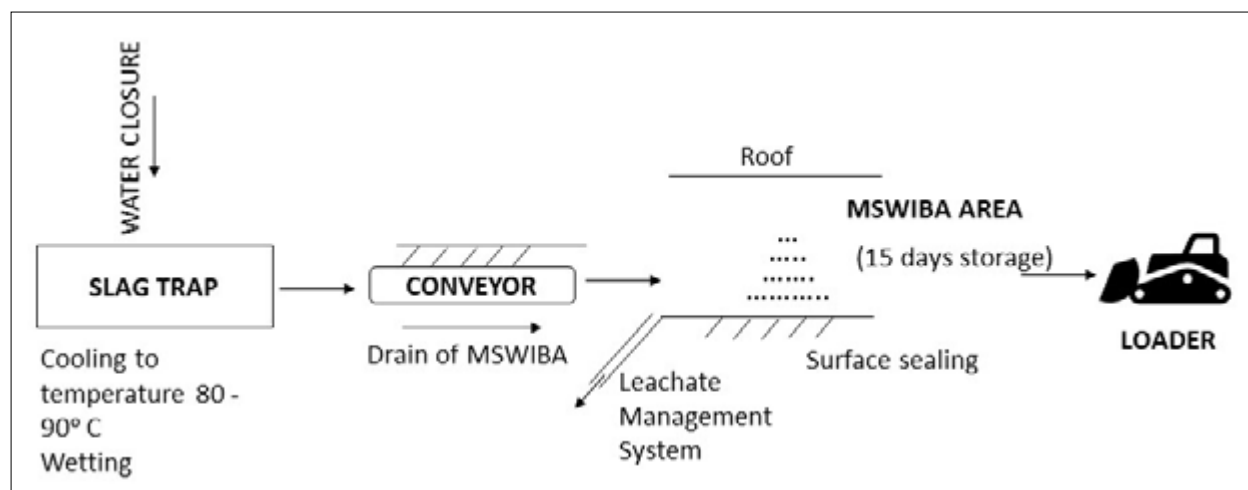 WATER CLOSURE
SLAG TRAP
Cooling to
temperature 80 -
90° C
Wetting
CONVEYOR
Drain of MSWIBA
Roof
MSWIBA AREA
(15 days storage)
Surface sealing
Leachate
Management
System
LOADER